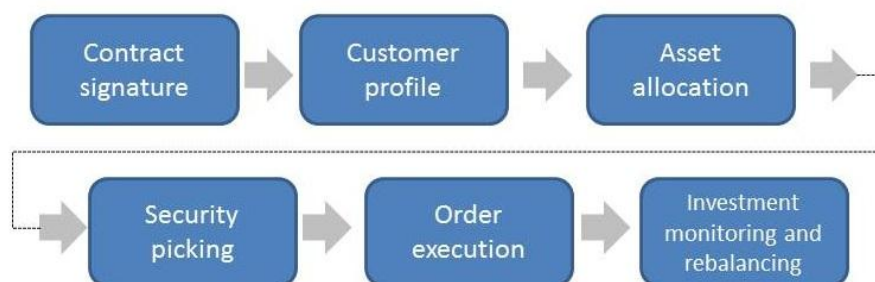 Contract
signature
Customer
profile
Asset
allocation
Security
picking
Order
execution
Investment
monitoring and
rebalancing